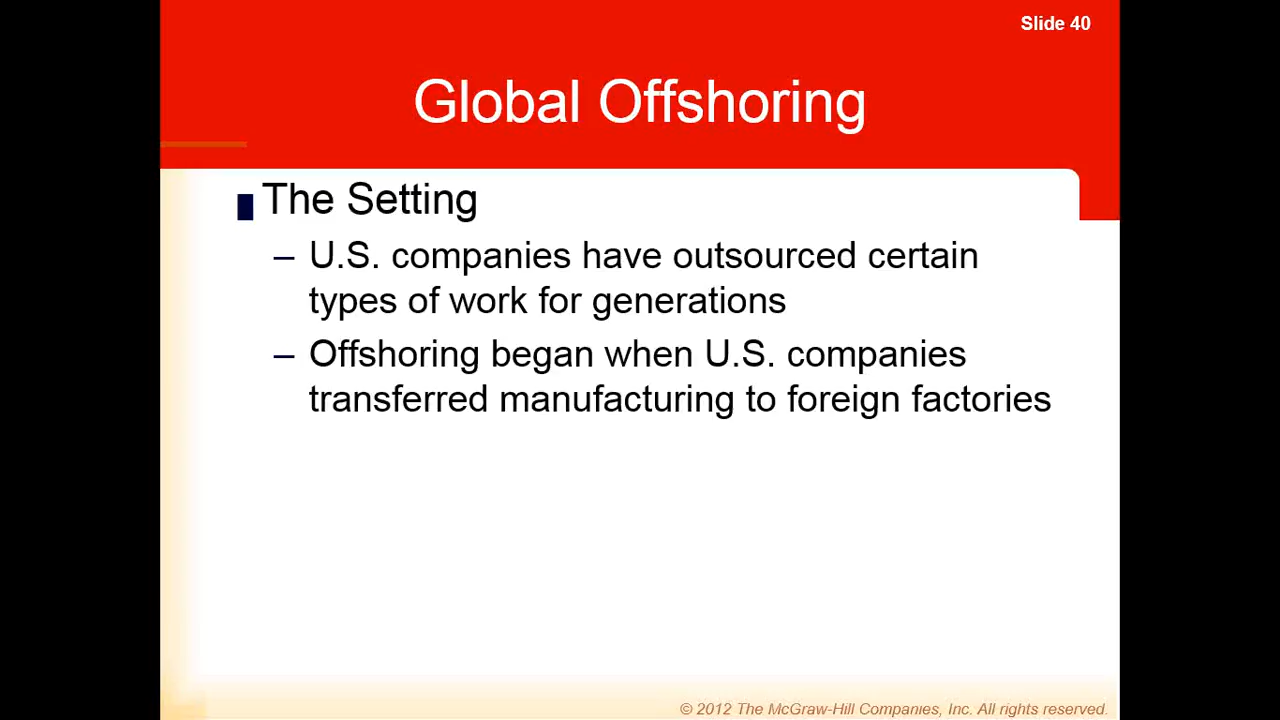 Slide 40
Global Offshoring
The Setting
– U.S. companies have outsourced certain
types of work for generations
– Offshoring began when U.S. companies
transferred manufacturing to foreign factories
© 2012 The McGraw-Hill Companies, Inc. All rights reserved.